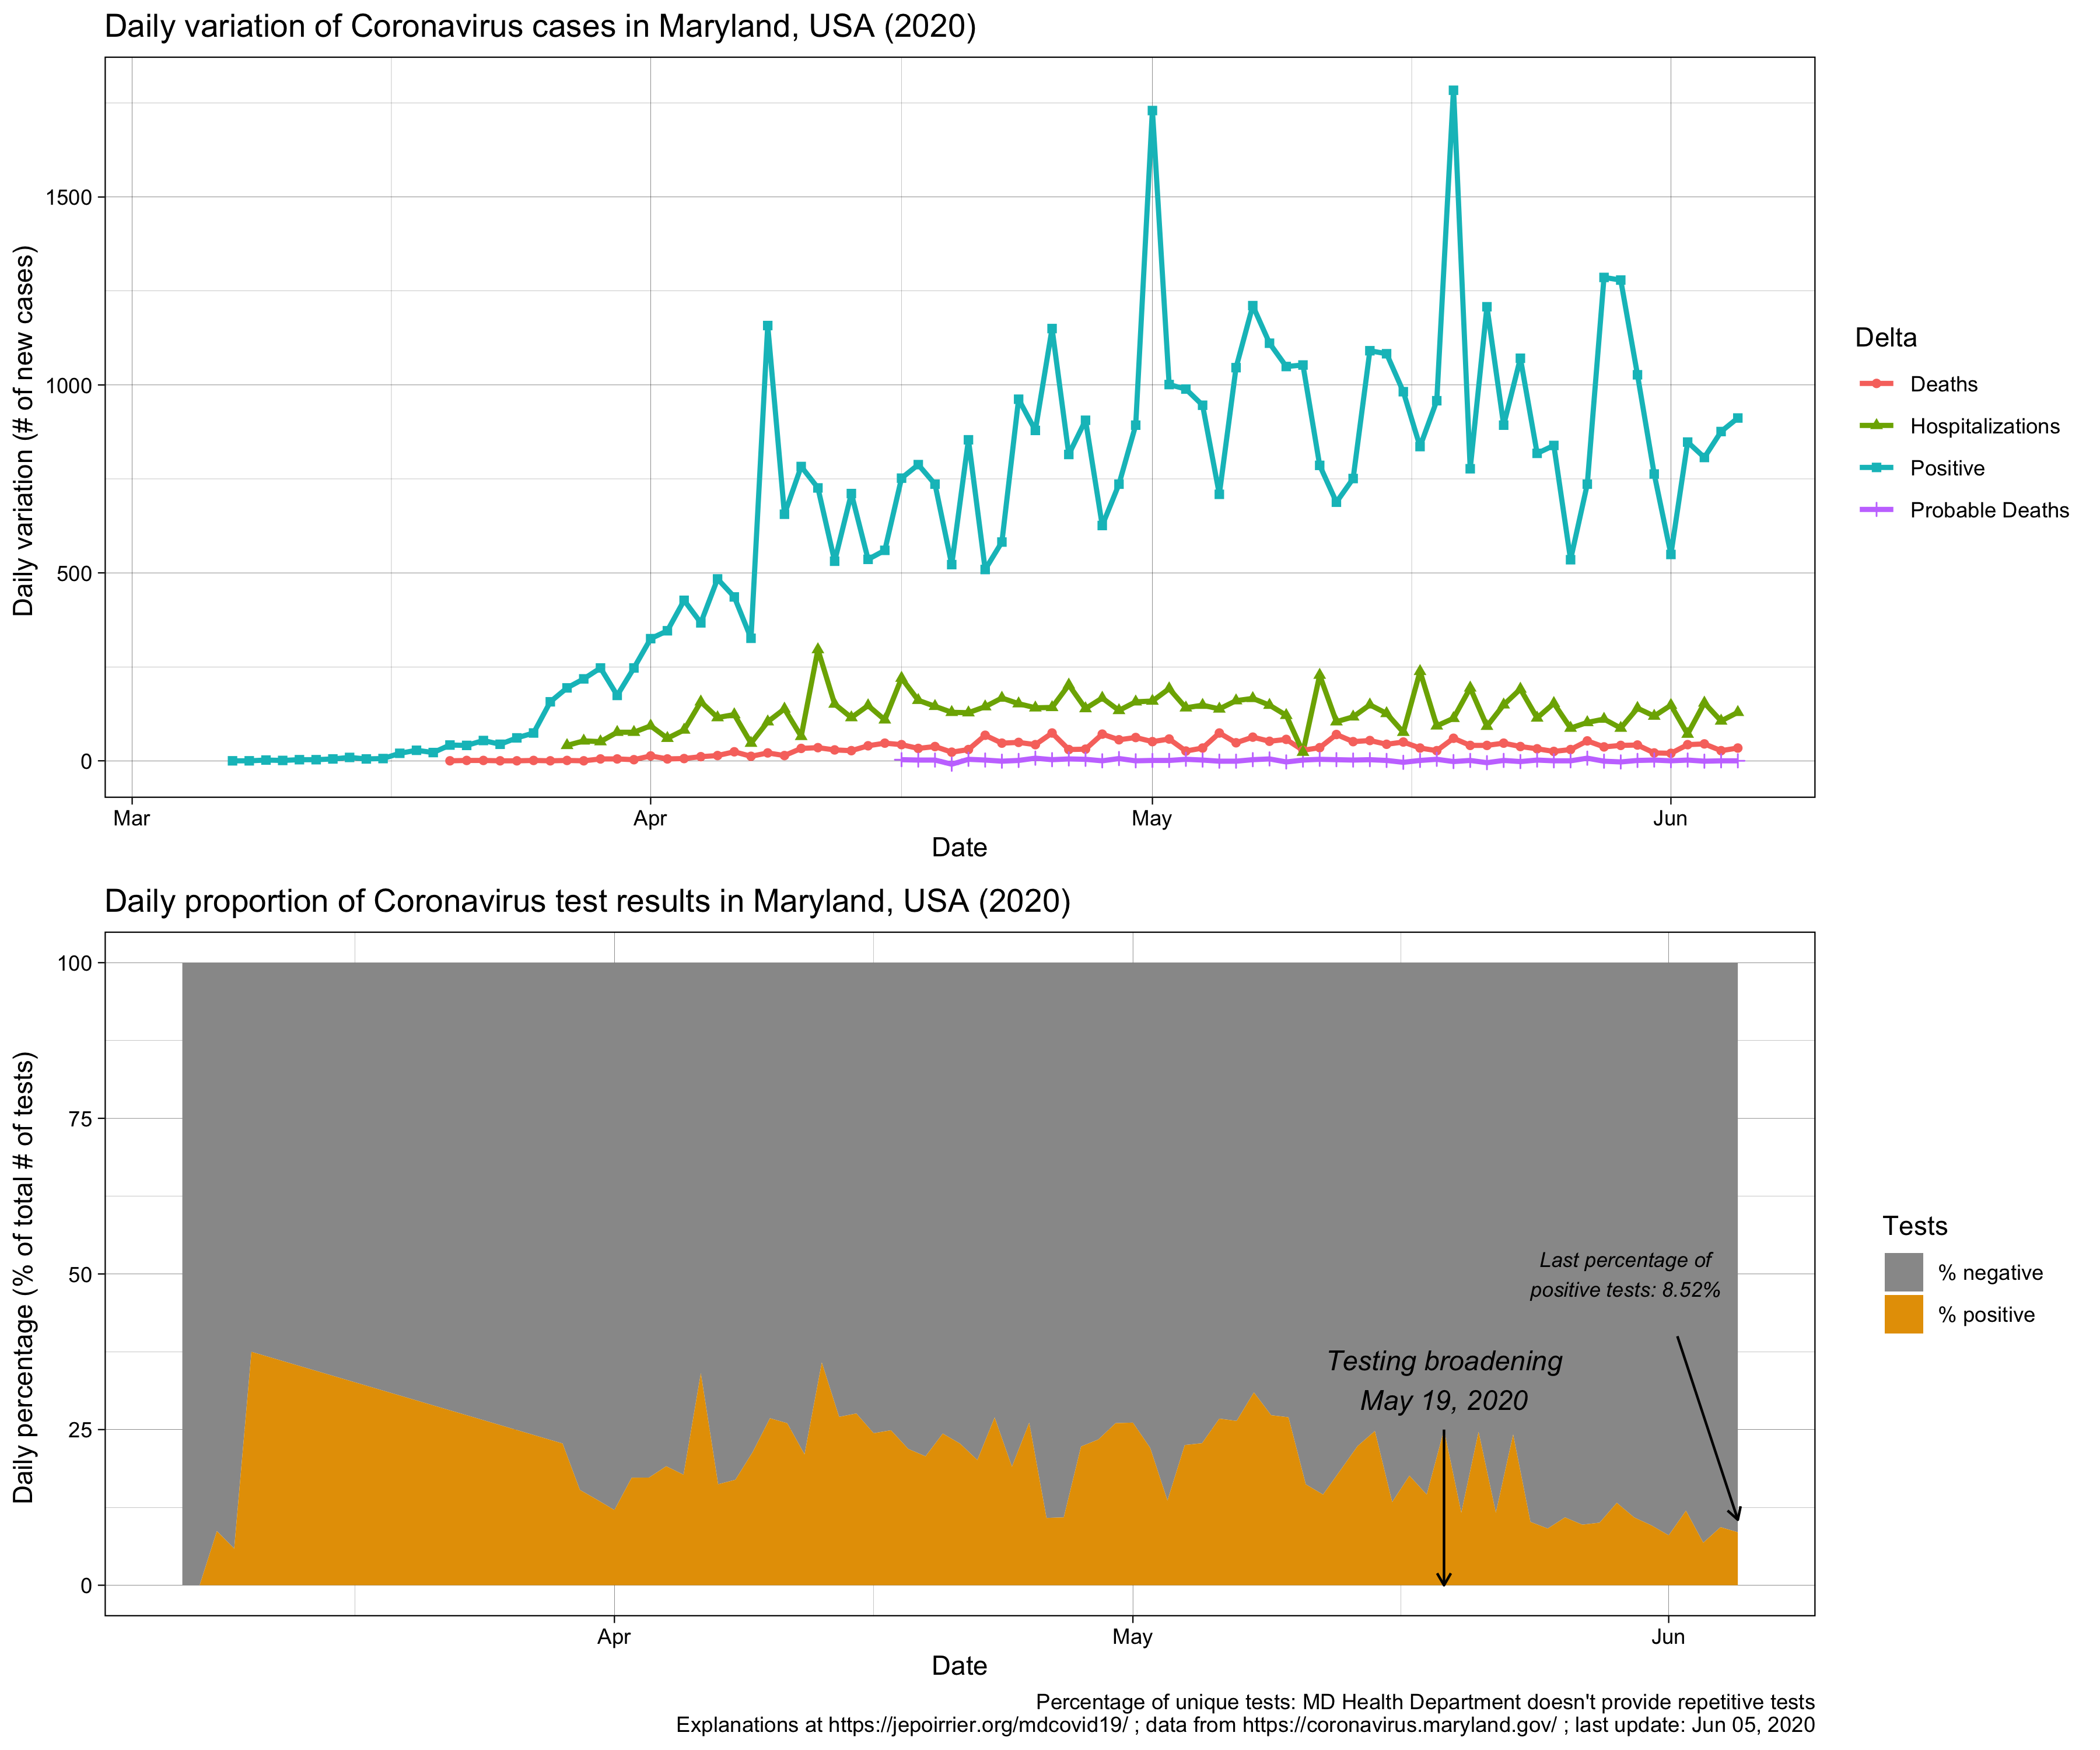 Daily variation of Coronavirus cases in Maryland, USA (2020)
Daily variation (# of new cases)
1500
1000
500
0
Mar
Apr
May
Jun
Date
Delta
Deaths
Hospitalizations
Positive
Probable Deaths
Daily proportion of Coronavirus test results in Maryland, USA (2020)
Daily percentage (% of total # of tests)
100
75
50
25
0
Last percentage of
positive tests: 8.52%
Testing broadening
May 19, 2020
Apr
May
Jun
Date
Tests
% negative
% positive
Percentage of unique tests: MD Health Department doesn't provide repetitive tests
Explanations at https://jepoirrier.org/mdcovid19/ ; data from https://coronavirus.maryland.gov/ ; last update: Jun 05, 2020